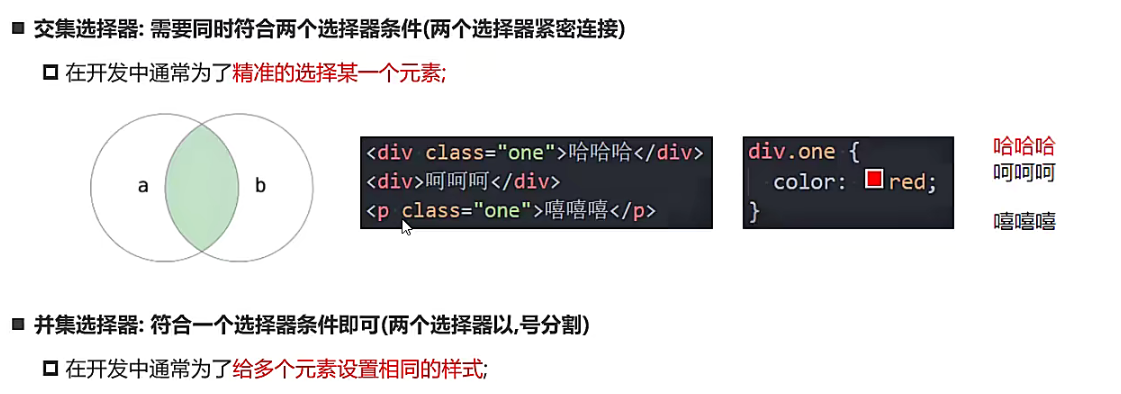 交集选择器: 需要同时符合两个选择器条件(两个选择器紧密连接)
在开发中通常为了精准的选择某一个元素;
a
b
<div class="one">哈哈哈</div>
<div>呵呵呵</div>
<p class="one">嘻嘻嘻</p>
div.one {
color: red;
}
哈哈哈
呵呵呵
嘻嘻嘻
并集选择器: 符合一个选择器条件即可(两个选择器以,号分割)
在开发中通常为了给多个元素设置相同的样式;